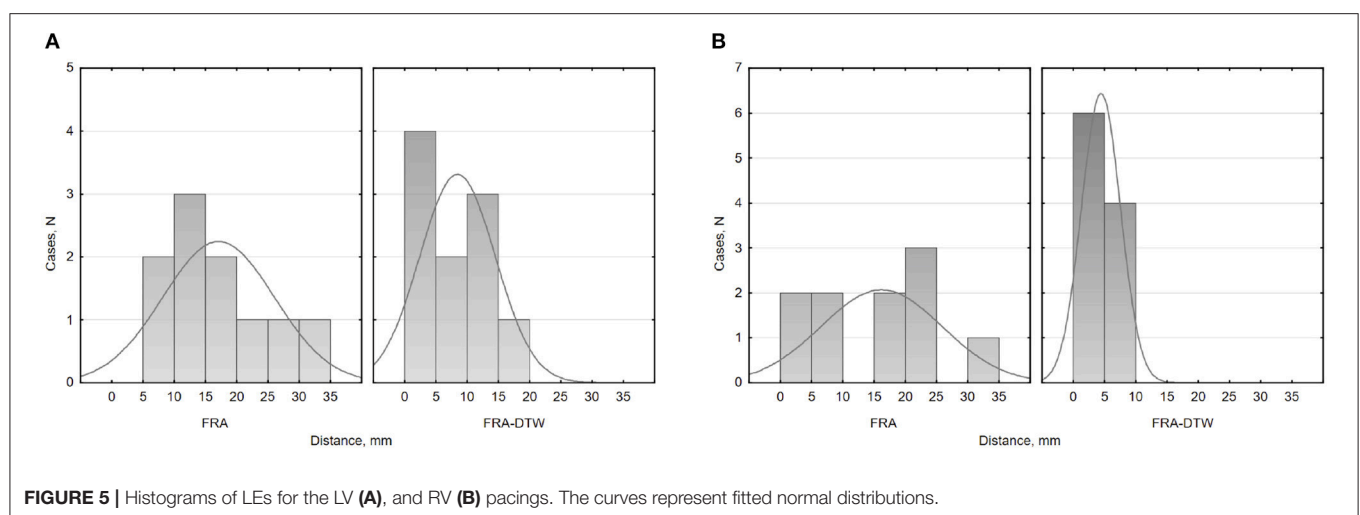 A
B
5
4
3
2
1
0
Cases, N
0 5 10 15 20 25 30 35
0 5 10 15 20 25 30 35
FRA
FRA-DTW
Distance, mm
7
6
5
4
3
2
1
0
Cases, N
0 5 10 15 20 25 30 35
0 5 10 15 20 25 30 35
FRA
FRA-DTW
Distance, mm
FIGURE 5 | Histograms of LEs for the LV (A), and RV (B) pacings. The curves represent fitted normal distributions.